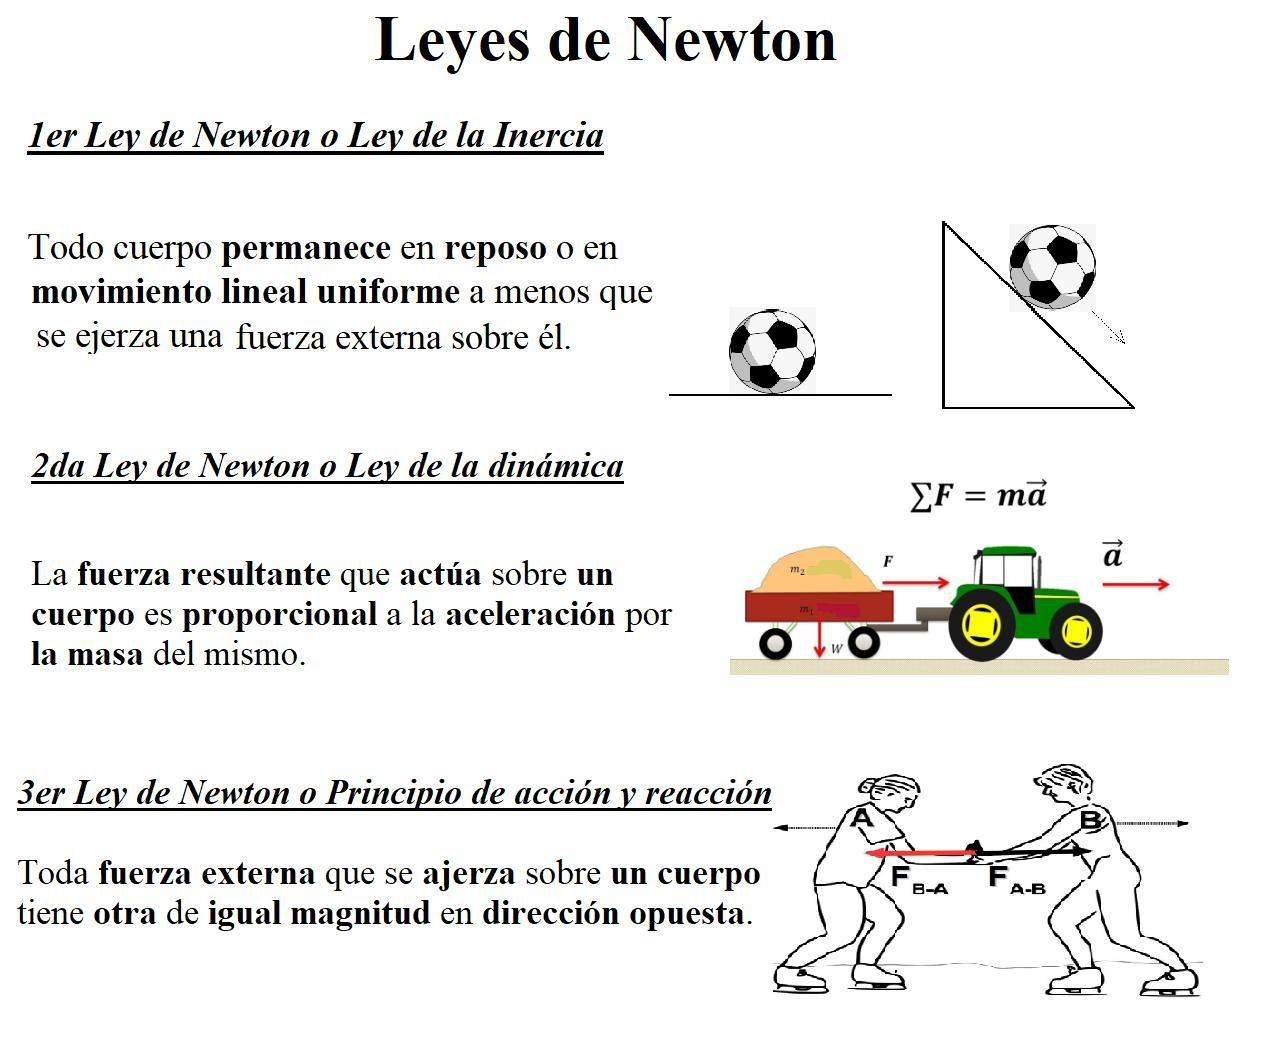 Leyes de Newton
1er Ley de Newton o Ley de la Inercia
Todo cuerpo permanece en reposo o en
movimiento lineal uniforme a menos que
se ejerza una fuerza externa sobre él.
2da Ley de Newton o Ley de la dinámica
∑F = ma⃗
La fuerza resultante que actúa sobre un
cuerpo es proporcional a la aceleración por
la masa del mismo.
F
a⃗
m₂
m₁
W
3er Ley de Newton o Principio de acción y reacción
Toda fuerza externa que se ajerza sobre un cuerpo
tiene otra de igual magnitud en dirección opuesta.
A
B
F B-A
F A-B